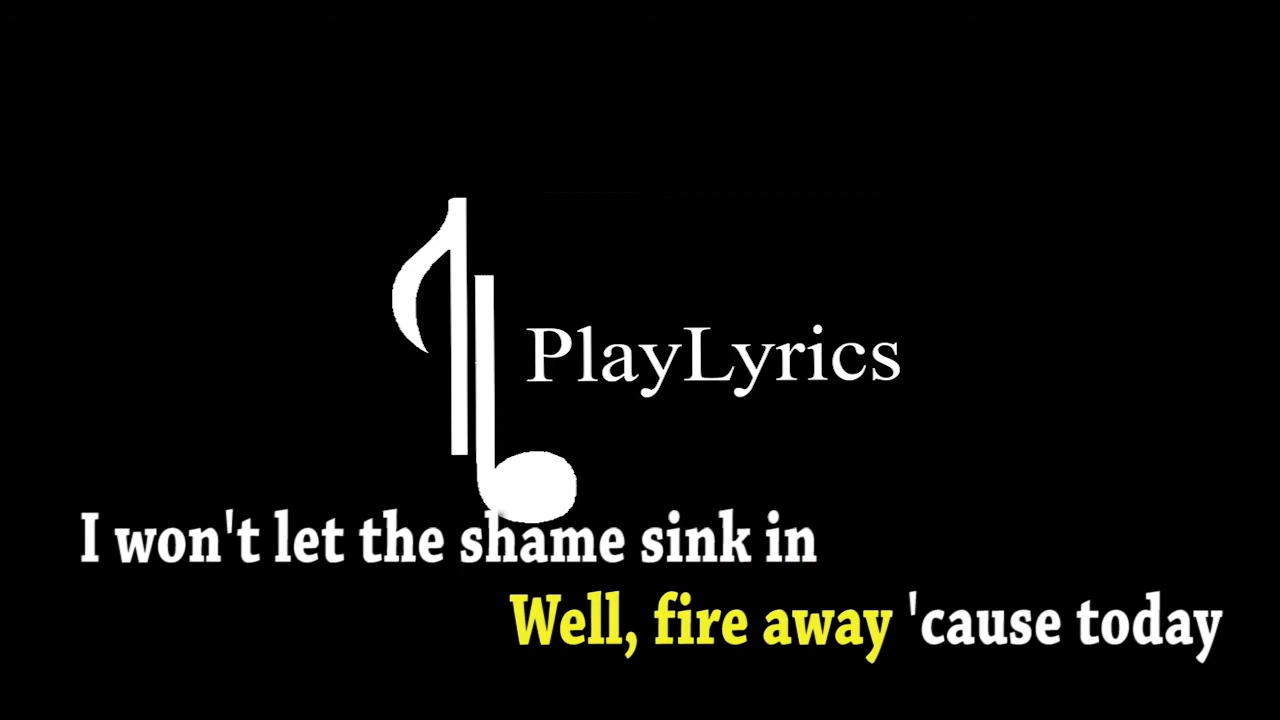 PlayLyrics
I won't let the shame sink in
Well, fire away 'cause today